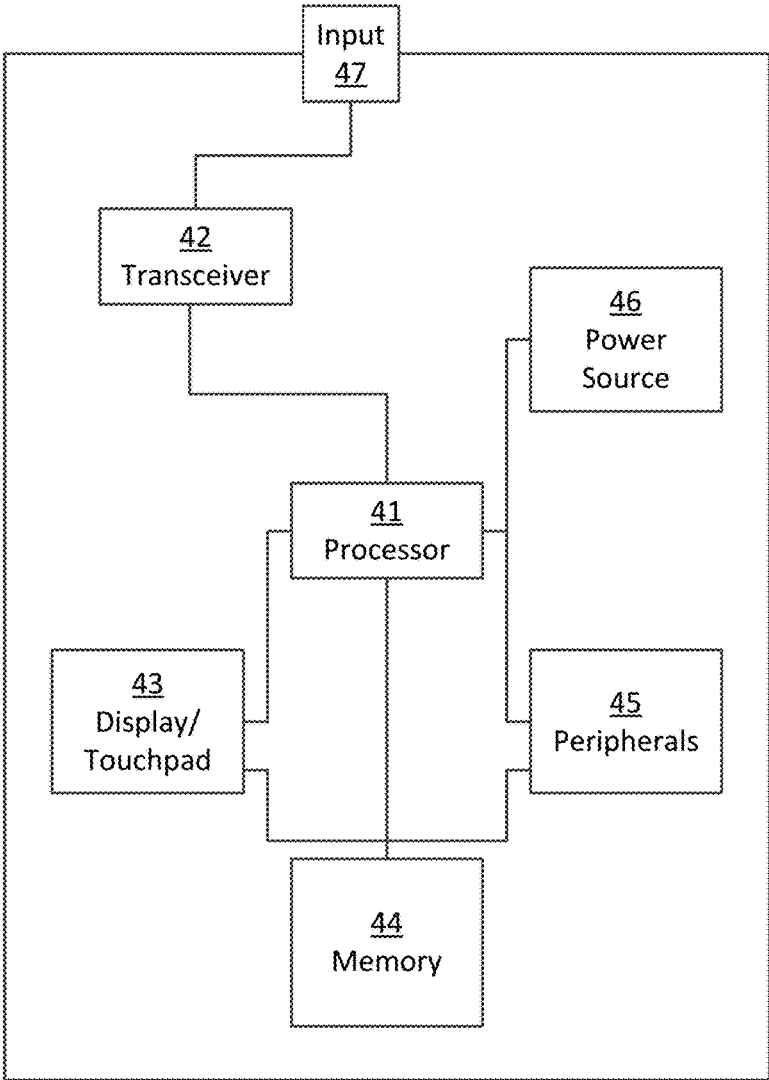 Input
47
42
Transceiver
46
Power
Source
41
Processor
43
Display/
Touchpad
45
Peripherals
44
Memory